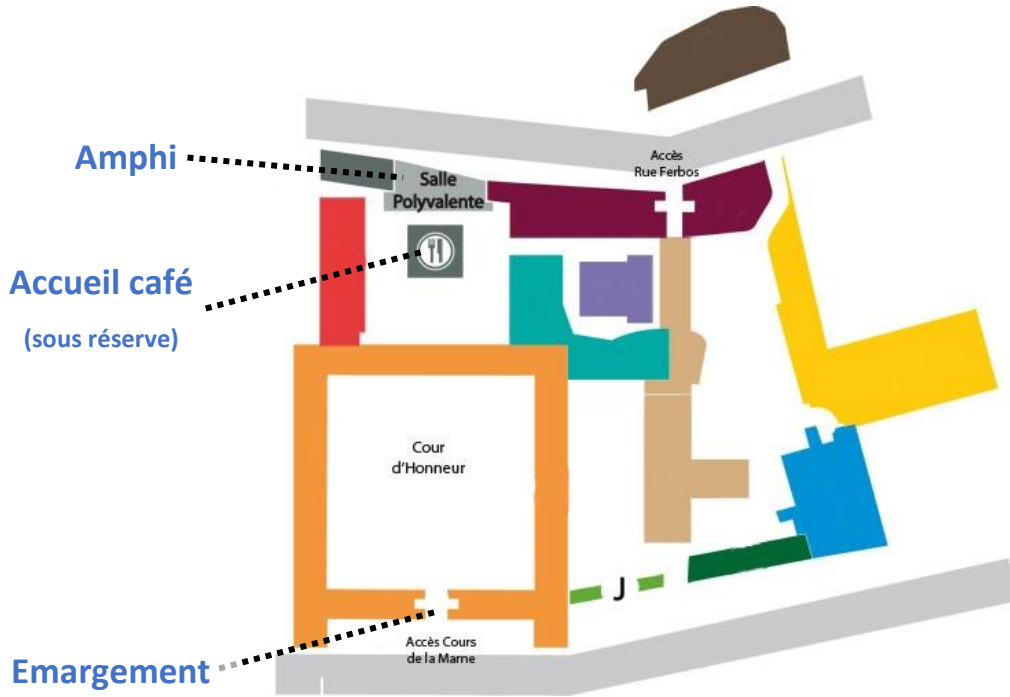 Accès
Rue Ferbos
Amphi
Salle
Polyvalente
Accueil café
(sous réserve)
Cour
d'Honneur
J
Accès Cours
de la Marne
Emargement